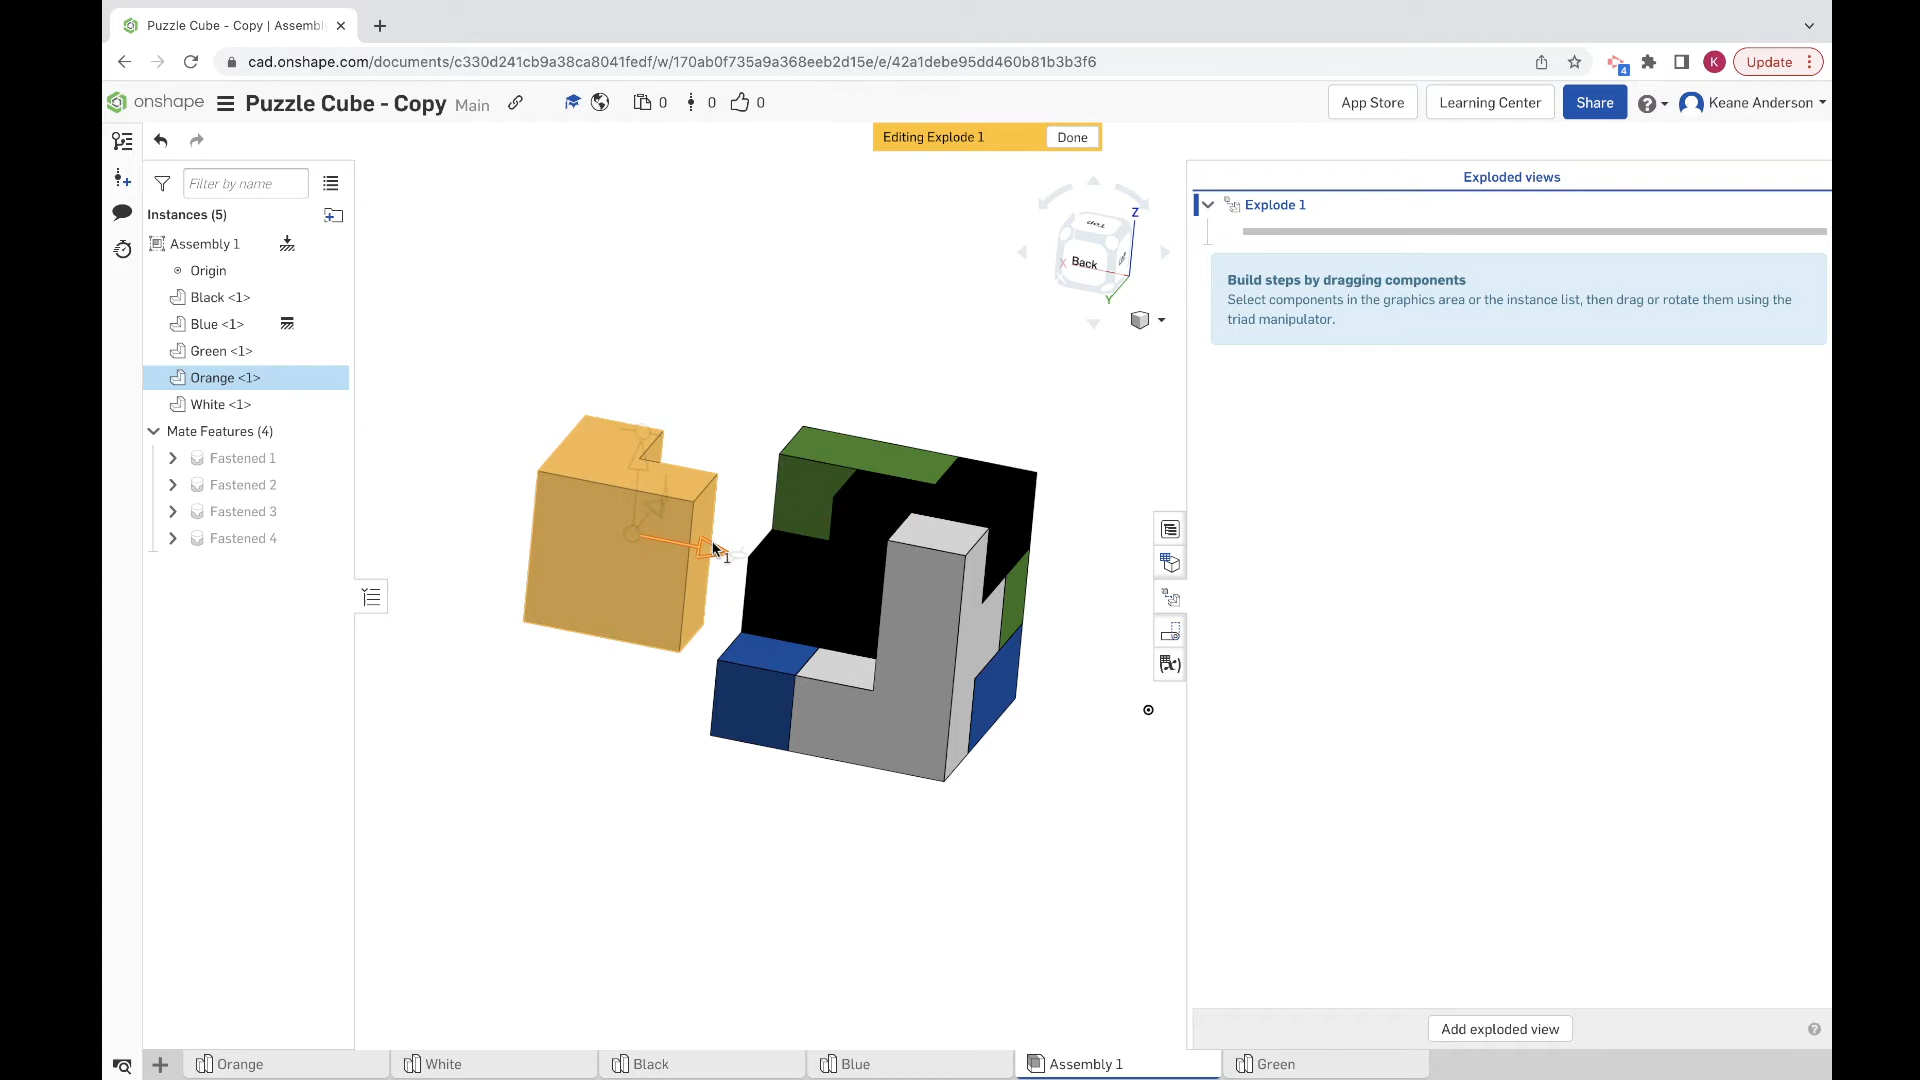 Puzzle Cube - Copy | Assembl
cad.onshape.com/documents/c330d241cb9a38ca8041fedf/w/170ab0f735a9a368eeb2d15e/e/42a1debe95dd460b81b3b3f6
4
K
Update
onshape
Puzzle Cube - Copy Main
0
0
0
App Store
Learning Center
Share
Keane Anderson
Editing Explode 1
Done
Filter by name
Instances (5)
Assembly 1
Origin
Black <1>
Blue <1>
Green <1>
Orange <1>
White <1>
Mate Features (4)
Fastened 1
Fastened 2
Fastened 3
Fastened 4
Z
Top
Back
X
Y
1
Exploded views
Explode 1
Build steps by dragging components
Select components in the graphics area or the instance list, then drag or rotate them using the
triad manipulator.
Add exploded view
Orange
White
Black
Blue
Assembly 1
Green